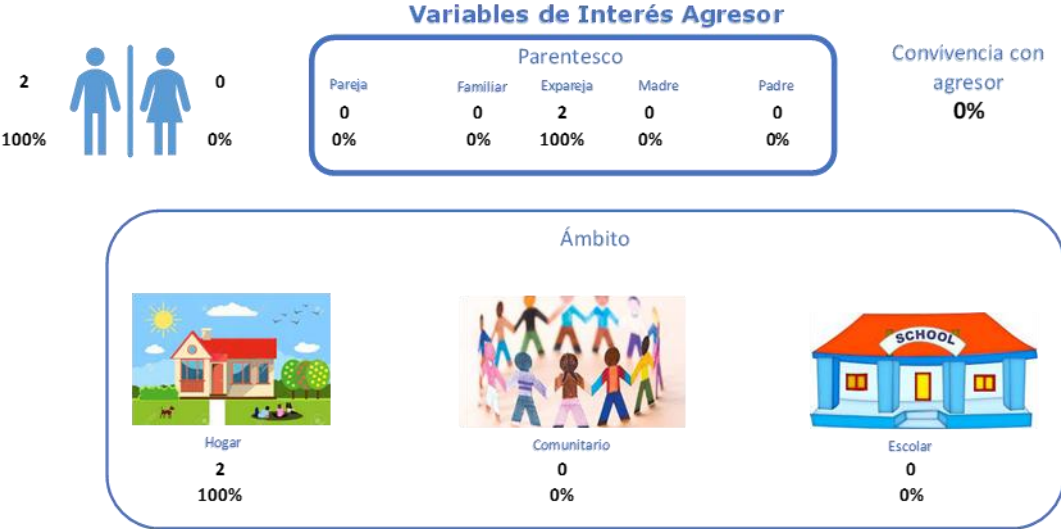 Variables de Interés Agresor
2
0
100%
0%
Parentesco
Pareja Familiar Expareja Madre Padre
0 0 2 0 0
0% 0% 100% 0% 0%
Convivencia con
agresor
0%
Ámbito
SCHOOL
Hogar Comunitario Escolar
2 0 0
100% 0% 0%